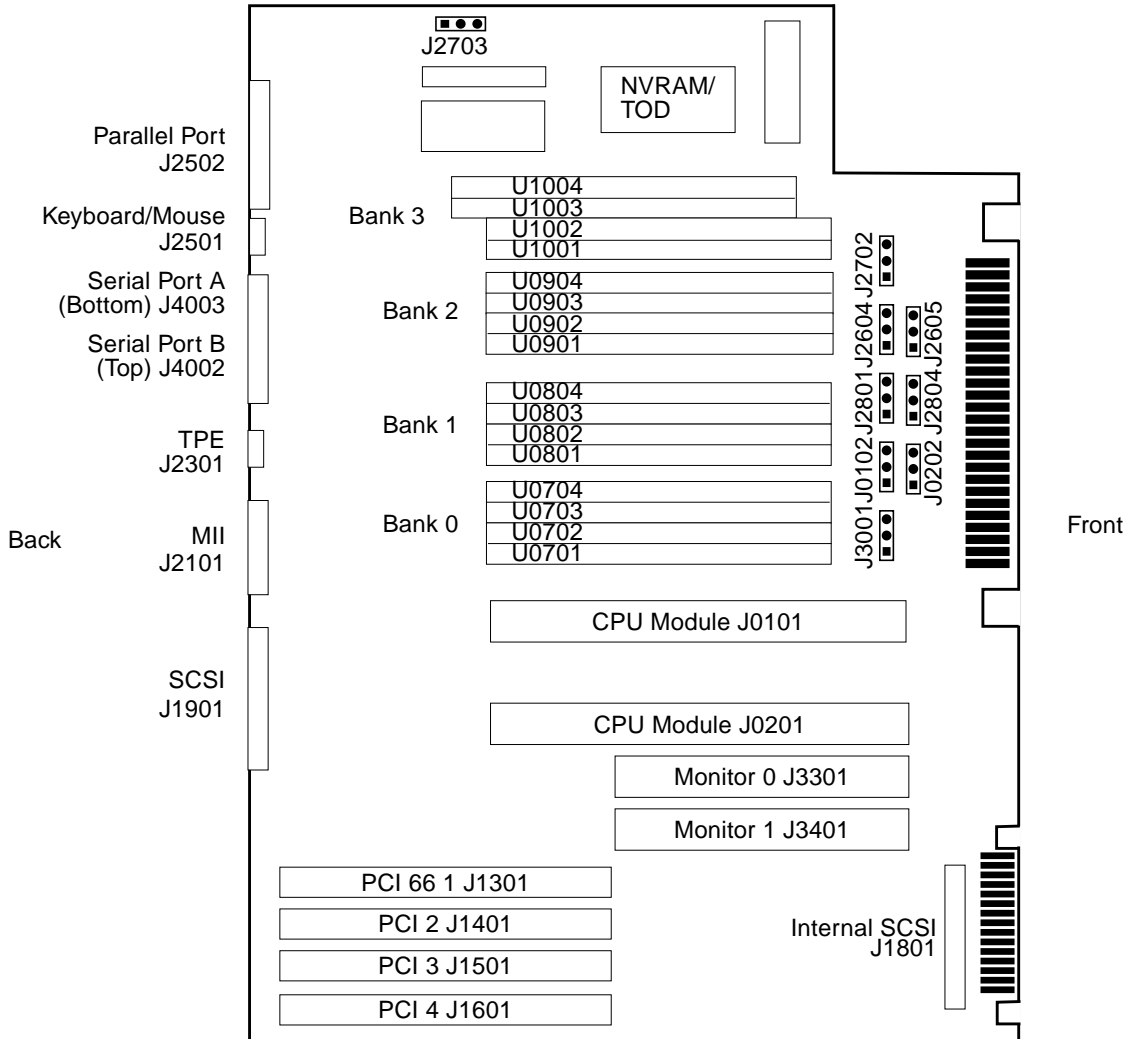 J2703
NVRAM/
TOD
Parallel Port
J2502
Keyboard/Mouse
J2501
Serial Port A
(Bottom) J4003
Serial Port B
(Top) J4002
TPE
J2301
Back
MII
J2101
SCSI
J1901
Bank 3
U1004
U1003
U1002
U1001
Bank 2
U0904
U0903
U0902
U0901
Bank 1
U0804
U0803
U0802
U0801
Bank 0
U0704
U0703
U0702
U0701
J2702
J2604
J2605
J2801
J2804
J0102
J0202
J3001
Front
CPU Module J0101
CPU Module J0201
Monitor 0 J3301
Monitor 1 J3401
PCI 66 1 J1301
PCI 2 J1401
PCI 3 J1501
PCI 4 J1601
Internal SCSI
J1801